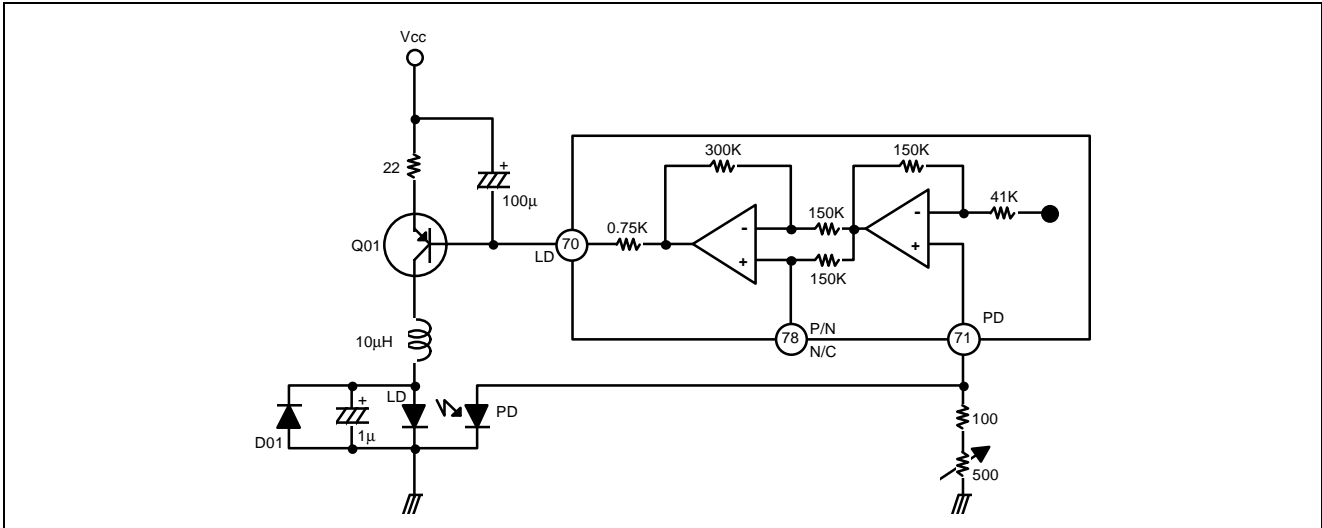 Vcc
22
+
100μ
Q01
70
LD
0.75K
300K
-
+
150K
150K
150K
-
+
41K
78
P/N
N/C
71
PD
10μH
D01
+
1μ
LD
PD
100
500